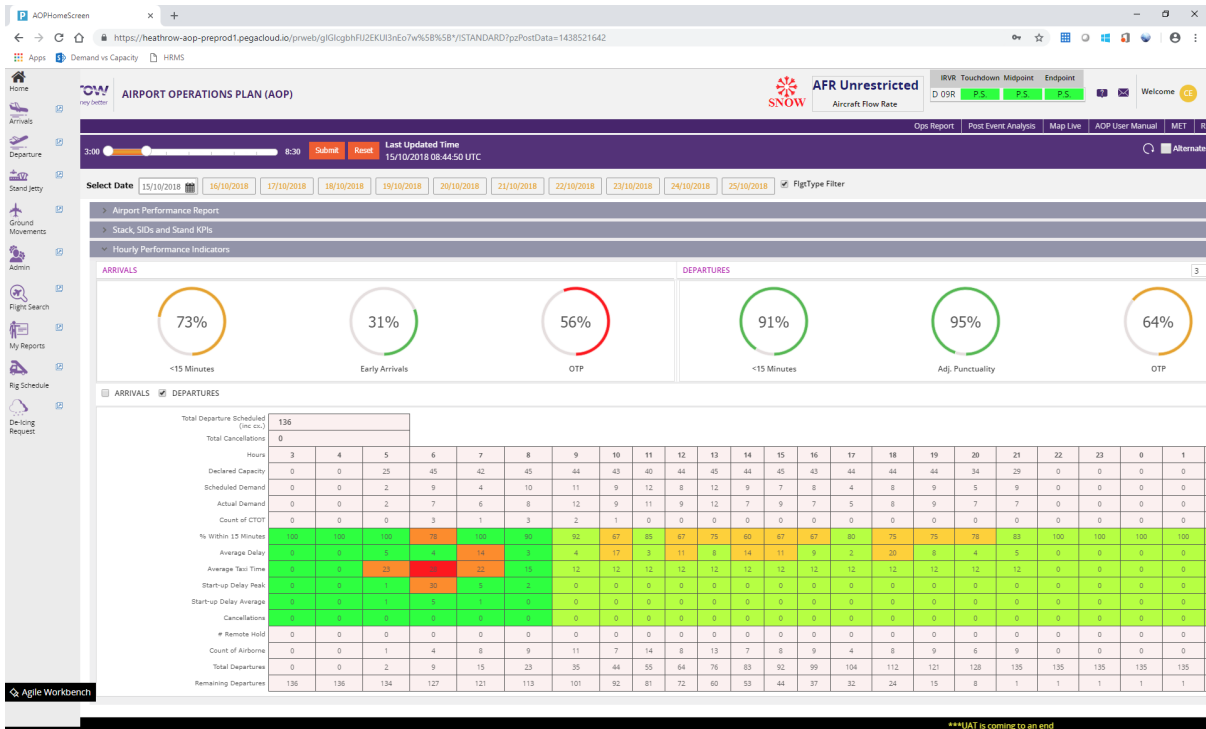 AOPHomeScreen
https://heathrow-aop-preprod1.pegacloud.io/prweb/gIGIcgbhFlJ2EKUl3nEo7w%5B%5B*/!STANDARD?pzPostData=1438521642
Apps Demand vs Capacity HRMS
Home
Arrivals
Departure
Stand Jetty
Ground Movements
Admin
Flight Search
My Reports
Rig Schedule
De-Icing Request
Agile Workbench
ney better
AIRPORT OPERATIONS PLAN (AOP)
SNOW
AFR Unrestricted
Aircraft Flow Rate
IRVR Touchdown Midpoint Endpoint
D 09R P.S. P.S. P.S.
Welcome CE
Ops Report Post Event Analysis Map Live AOP User Manual MET R
3:00 8:30 Submit Reset
Last Updated Time
15/10/2018 08:44:50 UTC
Alternate
Select Date 15/10/2018 16/10/2018 17/10/2018 18/10/2018 19/10/2018 20/10/2018 21/10/2018 22/10/2018 23/10/2018 24/10/2018 25/10/2018 FlgtType Filter
Airport Performance Report
Stack, SIDs and Stand KPIs
Hourly Performance Indicators
ARRIVALS DEPARTURES 3
73% 31% 56% 91% 95% 64%
<15 Minutes Early Arrivals OTP <15 Minutes Adj. Punctuality OTP
ARRIVALS DEPARTURES
Total Departure Scheduled (inc cx.) 136
Total Cancellations 0
Hours 3 4 5 6 7 8 9 10 11 12 13 14 15 16 17 18 19 20 21 22 23 0 1
Declared Capacity 0 0 25 45 42 45 44 43 40 44 45 44 45 43 44 44 44 34 29 0 0 0 0
Scheduled Demand 0 0 2 9 4 10 11 9 12 8 12 9 7 8 4 8 9 5 9 0 0 0 0
Actual Demand 0 0 2 7 6 8 12 9 11 9 12 7 9 7 5 8 9 7 7 0 0 0 0
Count of CTOT 0 0 0 3 1 3 2 1 0 0 0 0 0 0 0 0 0 0 0 0 0 0 0
% Within 15 Minutes 100 100 100 78 100 90 92 67 85 67 75 60 67 67 80 75 75 78 83 100 100 100 100
Average Delay 0 0 5 4 14 3 4 17 3 11 8 14 11 9 2 20 8 4 5 0 0 0 0
Average Taxi Time 0 0 23 22 15 12 12 12 12 12 12 12 12 12 12 12 12 12 0 0 0 0
Start-up Delay Peak 0 0 1 30 5 2 0 0 0 0 0 0 0 0 0 0 0 0 0 0 0 0 0
Start-up Delay Average 0 0 1 5 1 0 0 0 0 0 0 0 0 0 0 0 0 0 0 0 0 0 0
Cancellations 0 0 0 0 0 0 0 0 0 0 0 0 0 0 0 0 0 0 0 0 0 0 0
# Remote Hold 0 0 0 0 0 0 0 0 0 0 0 0 0 0 0 0 0 0 0 0 0 0 0
Count of Airborne 0 0 1 4 8 9 11 7 14 8 13 7 8 9 4 8 9 6 9 0 0 0 0
Total Departures 0 0 2 9 15 23 35 44 55 64 76 83 92 99 104 112 121 128 135 135 135 135 135
Remaining Departures 136 136 134 127 121 113 101 92 81 72 60 53 44 37 32 24 15 8 1 1 1 1 1
***UAT is coming to an end